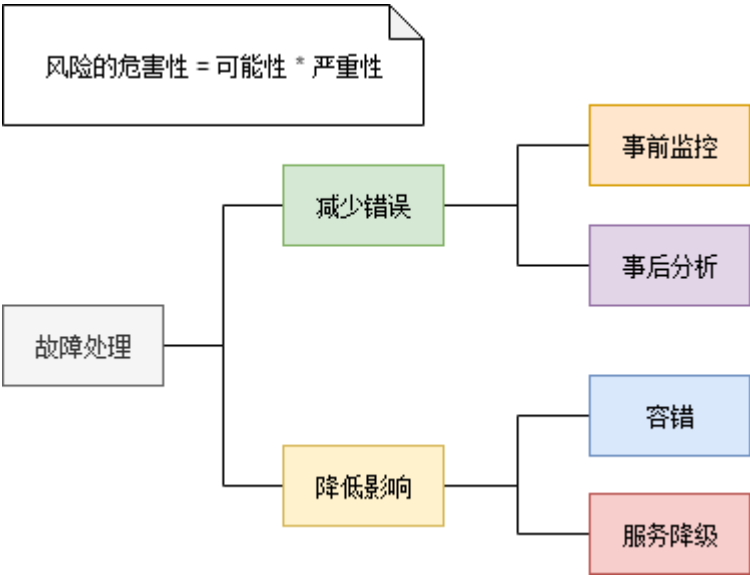 风险的危害性 = 可能性 * 严重性
事前监控
减少错误
事后分析
故障处理
容错
降低影响
服务降级